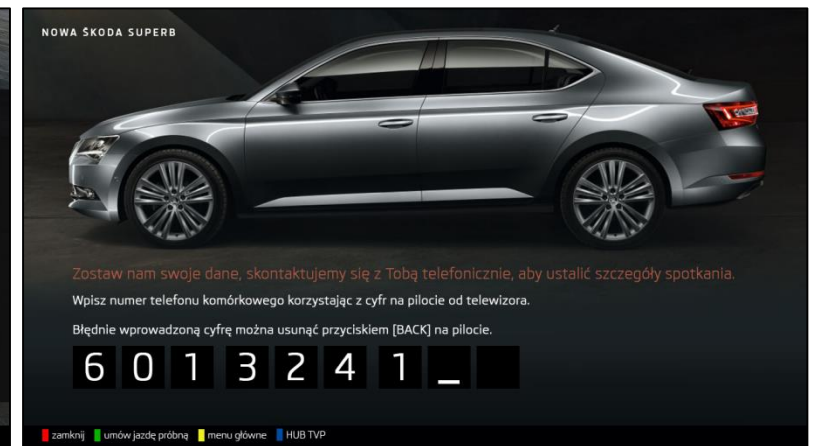 NOWA ŠKODA SUPERB
Zostaw nam swoje dane, skontaktujemy się z Tobą telefonicznie, aby ustalić szczegóły spotkania.
Wpisz numer telefonu komórkowego korzystając z cyfr na pilocie od telewizora.
Błędnie wprowadzoną cyfrę można usunąć przyciskiem [BACK] na pilocie.
6 0 1 3 2 4 1 _
zamknij umów jazdę próbną menu główne HUB TVP